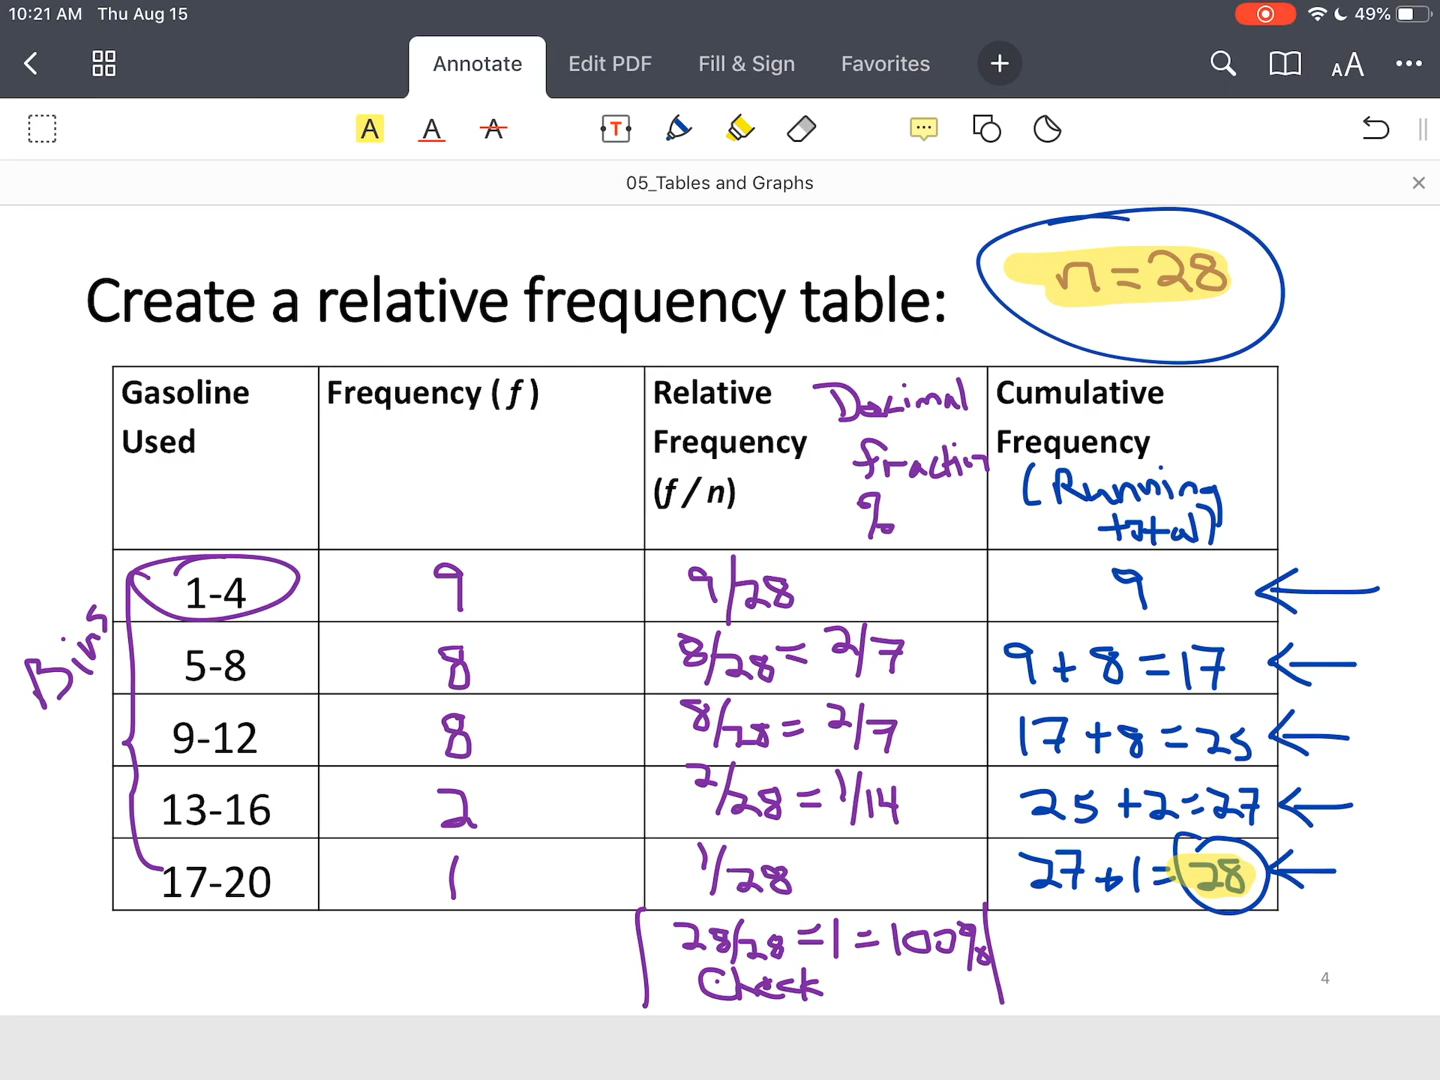 10:21 AM Thu Aug 15
49%
Annotate Edit PDF Fill & Sign Favorites
A A A T AA
05_Tables and Graphs
n=28
Create a relative frequency table:
Gasoline Used
Frequency (f)
Relative Frequency (f / n)
Decimal
fraction
%
Cumulative Frequency
(Running
total)
Bins
1-4 9 9/28 9
5-8 8 8/28 = 2/7 9 + 8 = 17
9-12 8 8/28 = 2/7 17 + 8 = 25
13-16 2 2/28 = 1/14 25 + 2 = 27
17-20 1 1/28 27 + 1 = 28
28/28 = 1 = 100%
Check
4